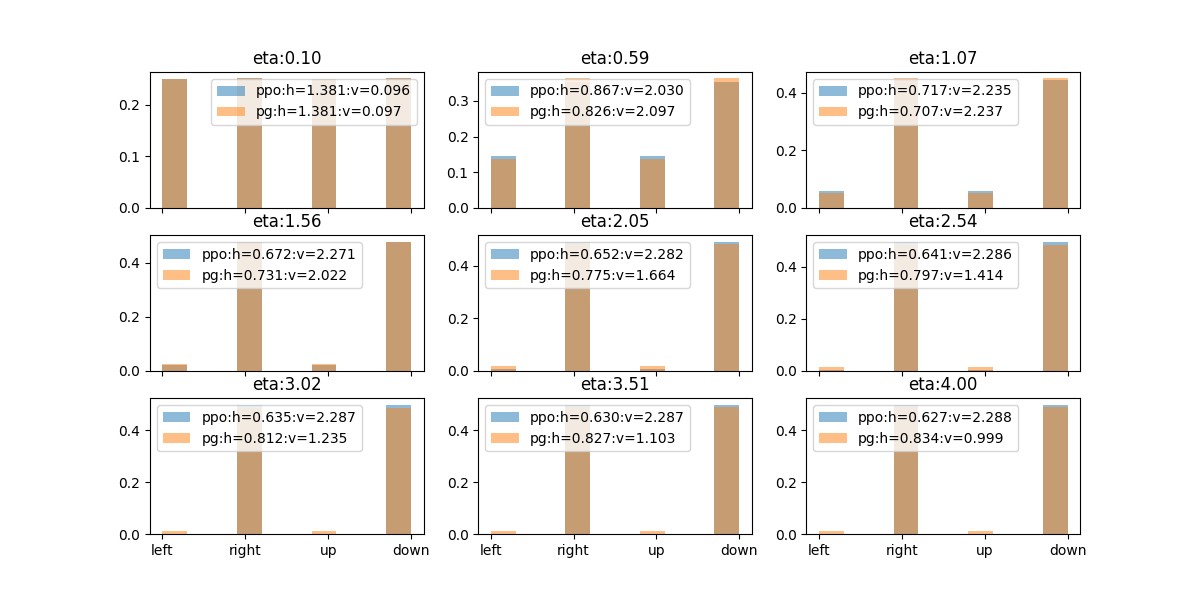 eta:0.10
0.2
0.1
0.0
ppo:h=1.381:v=0.096
pg:h=1.381:v=0.097
eta:0.59
0.3
0.2
0.1
0.0
ppo:h=0.867:v=2.030
pg:h=0.826:v=2.097
eta:1.07
0.4
0.2
0.0
ppo:h=0.717:v=2.235
pg:h=0.707:v=2.237
eta:1.56
0.4
0.2
0.0
ppo:h=0.672:v=2.271
pg:h=0.731:v=2.022
eta:2.05
0.4
0.2
0.0
ppo:h=0.652:v=2.282
pg:h=0.775:v=1.664
eta:2.54
0.4
0.2
0.0
ppo:h=0.641:v=2.286
pg:h=0.797:v=1.414
eta:3.02
0.4
0.2
0.0
ppo:h=0.635:v=2.287
pg:h=0.812:v=1.235
left right up down
eta:3.51
0.4
0.2
0.0
ppo:h=0.630:v=2.287
pg:h=0.827:v=1.103
left right up down
eta:4.00
0.4
0.2
0.0
ppo:h=0.627:v=2.288
pg:h=0.834:v=0.999
left right up down